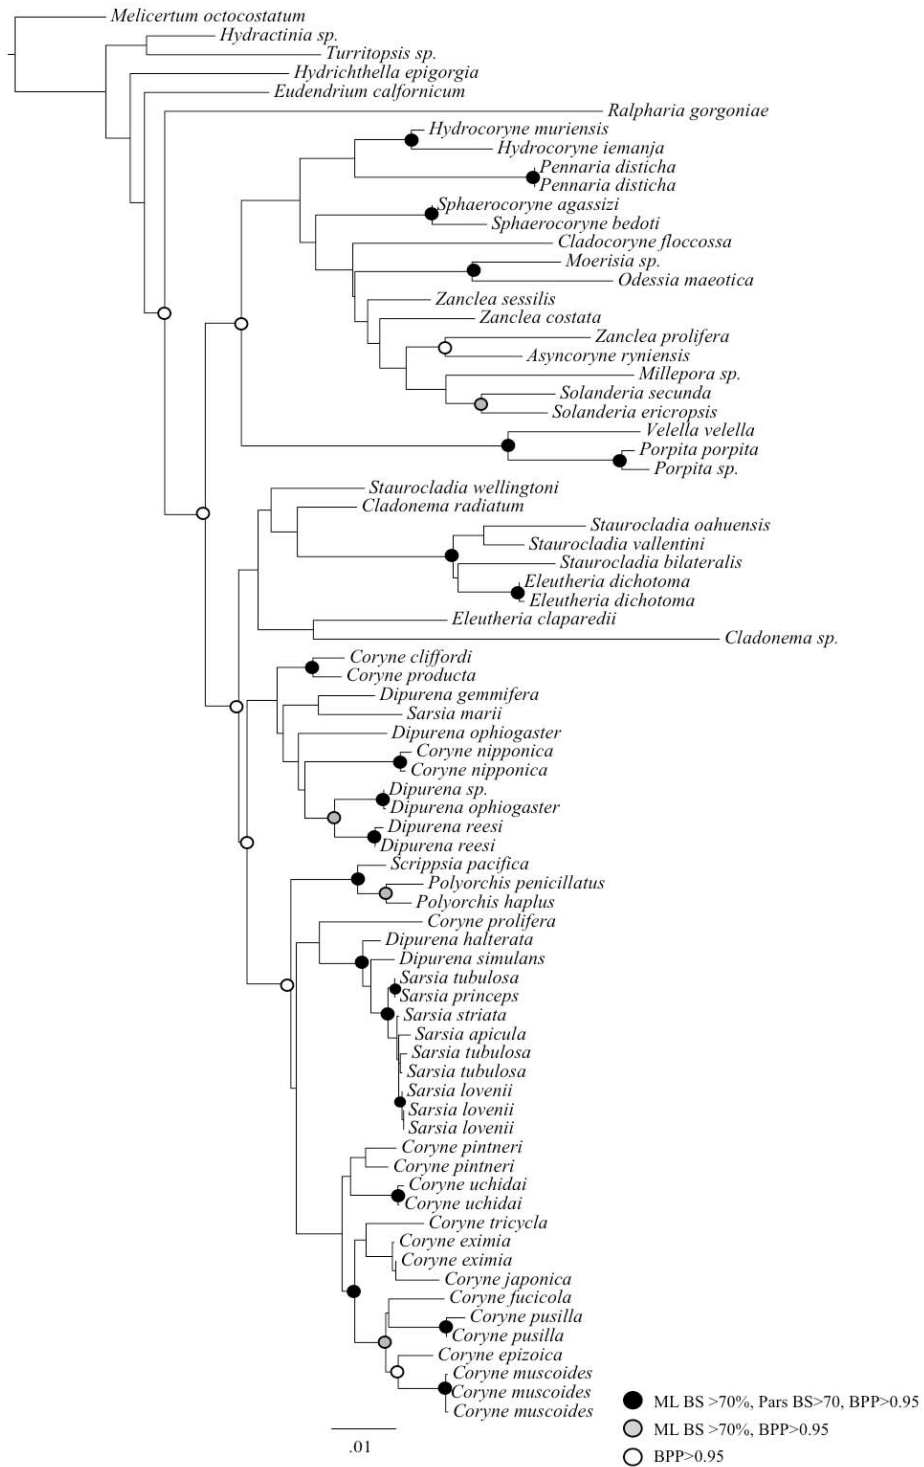 Melicertum octocostatum
Hydractinia sp.
Turritopsis sp.
Hydrichthella epigorgia
Eudendrium calfornicum
Ralpharia gorgoniae
Hydrocoryne muriensis
Hydrocoryne iemanja
Pennaria disticha
Pennaria disticha
Sphaerocoryne agassizi
Sphaerocoryne bedoti
Cladocoryne floccossa
Moerisia sp.
Odessia maeotica
Zanclea sessilis
Zanclea costata
Zanclea prolifera
Asyncoryne ryniensis
Millepora sp.
Solanderia secunda
Solanderia ericropsis
Velella velella
Porpita porpita
Porpita sp.
Staurocladia wellingtoni
Cladonema radiatum
Staurocladia oahuensis
Staurocladia vallentini
Staurocladia bilateralis
Eleutheria dichotoma
Eleutheria dichotoma
Eleutheria claparedii
Cladonema sp.
Coryne cliffordi
Coryne producta
Dipurena gemmifera
Sarsia marii
Dipurena ophiogaster
Coryne nipponica
Coryne nipponica
Dipurena sp.
Dipurena ophiogaster
Dipurena reesi
Dipurena reesi
Scrippsia pacifica
Polyorchis penicillatus
Polyorchis haplus
Coryne prolifera
Dipurena halterata
Dipurena simulans
Sarsia tubulosa
Sarsia princeps
Sarsia striata
Sarsia apicula
Sarsia tubulosa
Sarsia tubulosa
Sarsia lovenii
Sarsia lovenii
Sarsia lovenii
Coryne pintneri
Coryne pintneri
Coryne uchidai
Coryne uchidai
Coryne tricycla
Coryne eximia
Coryne eximia
Coryne japonica
Coryne fucicola
Coryne pusilla
Coryne pusilla
Coryne epizoica
Coryne muscoides
Coryne muscoides
Coryne muscoides
ML BS >70%, Pars BS>70, BPP>0.95
ML BS >70%, BPP>0.95
BPP>0.95
.01